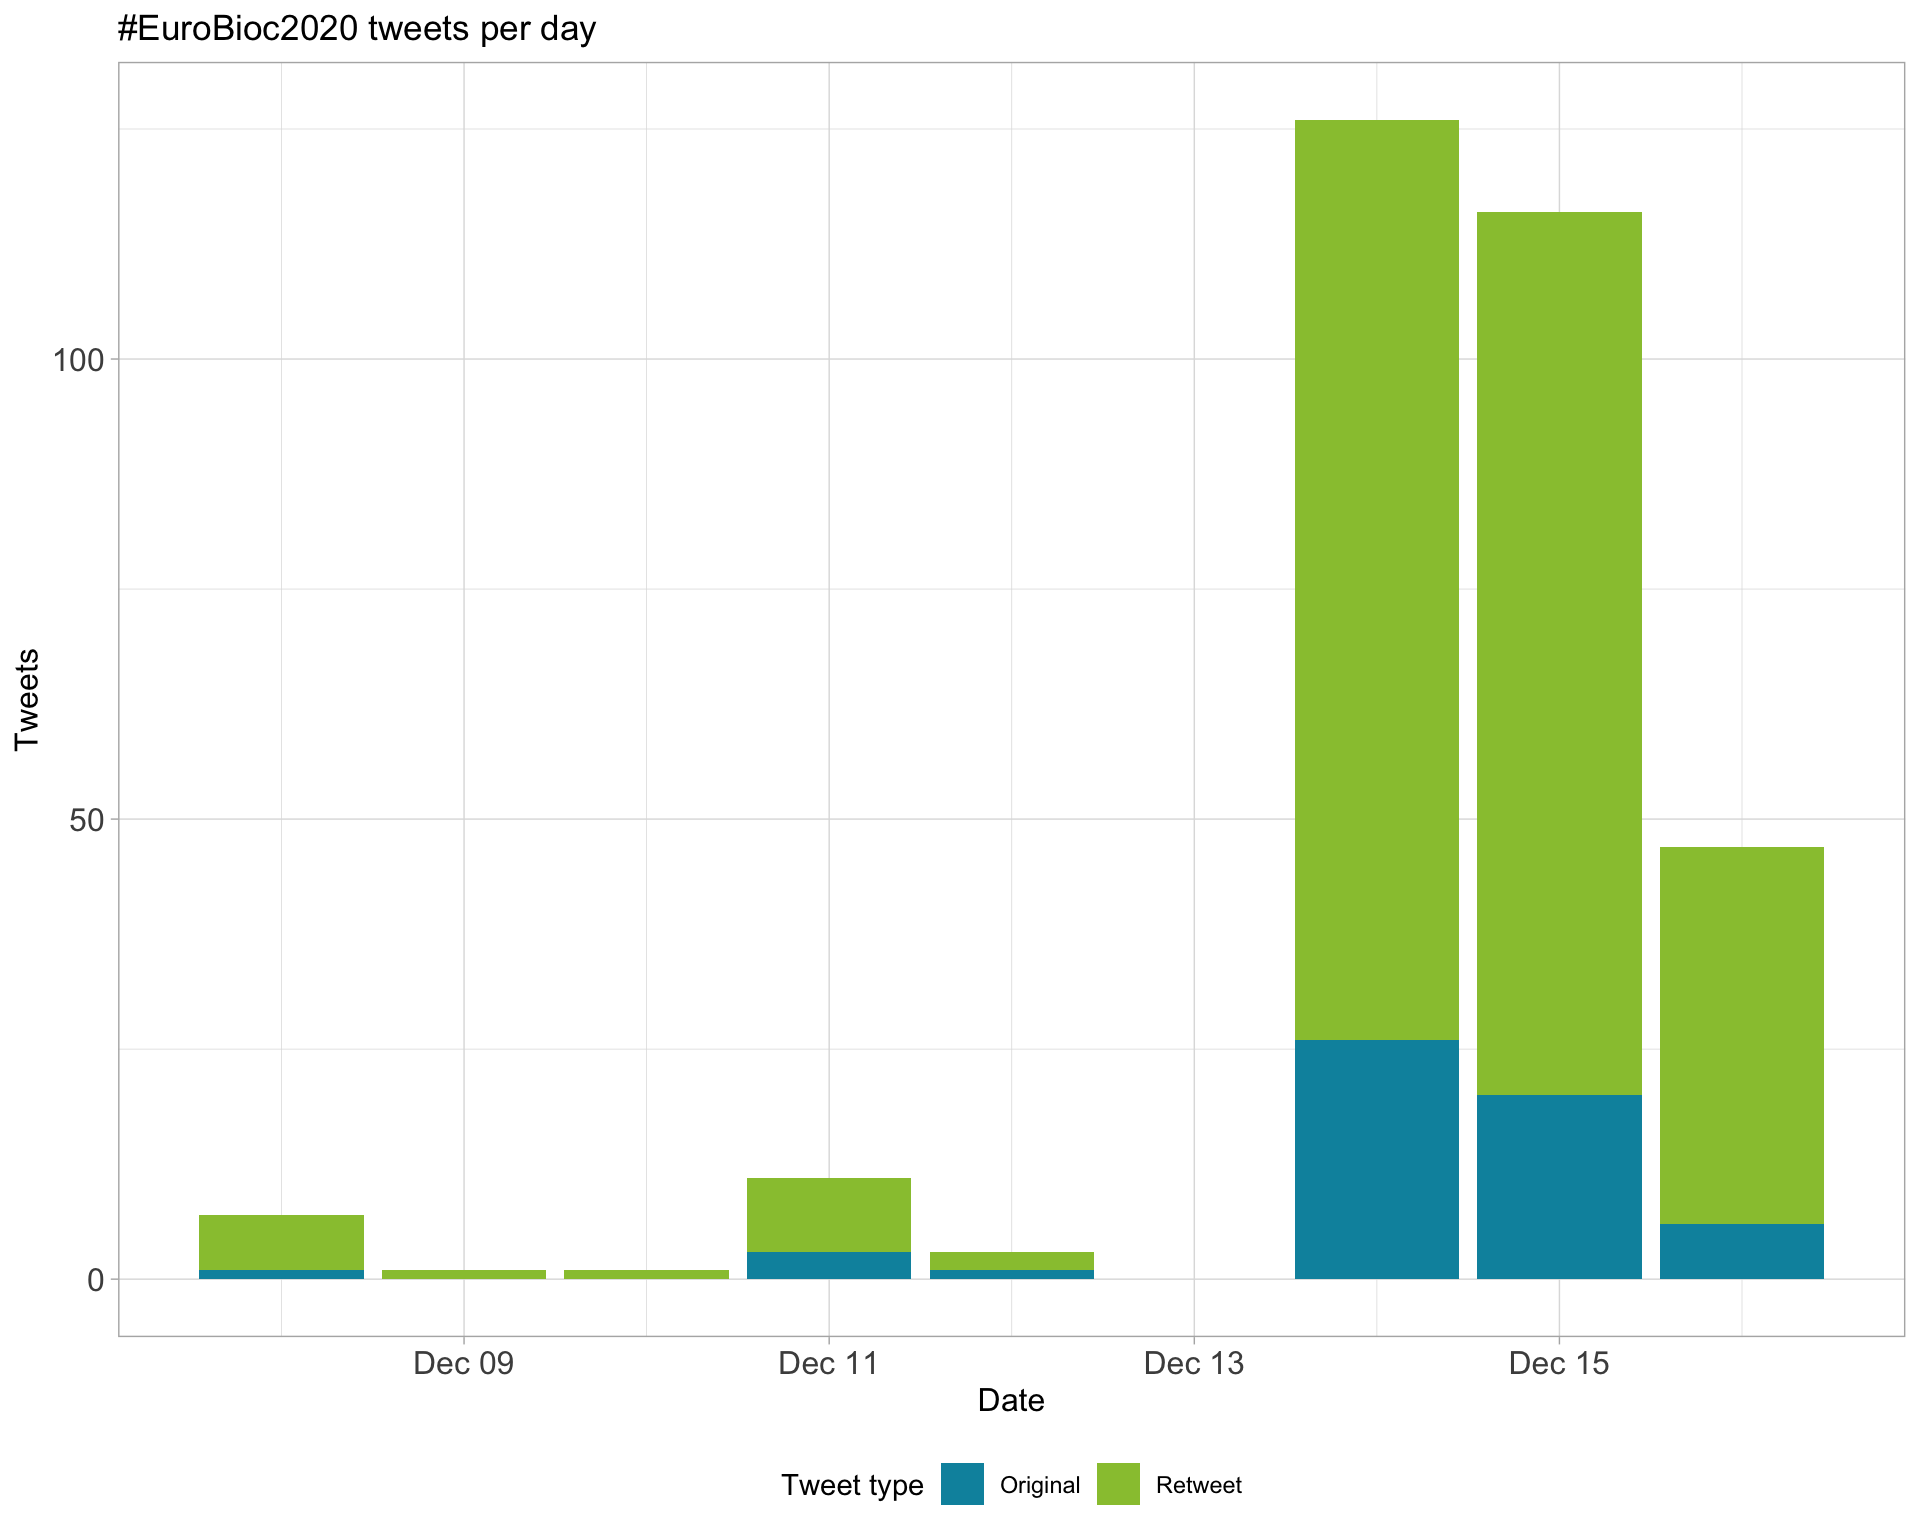 #EuroBioc2020 tweets per day
Tweets
100
50
0
Dec 09 Dec 11 Dec 13 Dec 15
Date
Tweet type Original Retweet